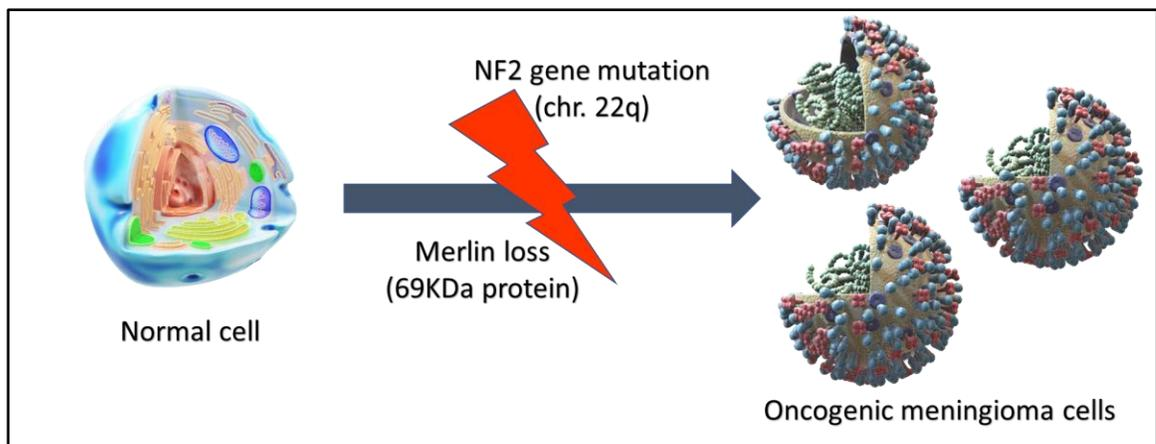 NF2 gene mutation
(chr. 22q)
Merlin loss
(69KDa protein)
Normal cell
Oncogenic meningioma cells